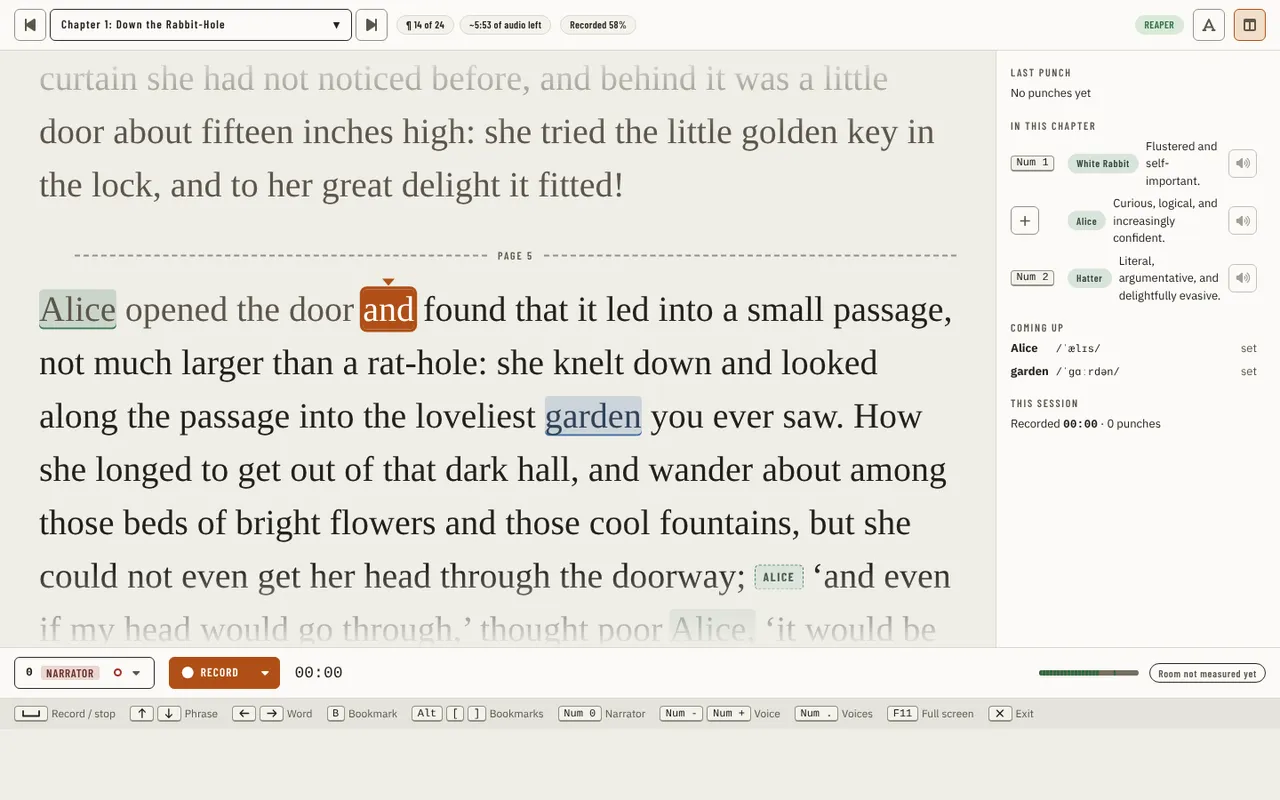 Chapter 1: Down the Rabbit-Hole
¶ 14 of 24
~5:53 of audio left
Recorded 58%
REAPER
A
curtain she had not noticed before, and behind it was a little
door about fifteen inches high: she tried the little golden key in
the lock, and to her great delight it fitted!
PAGE 5
Alice opened the door and found that it led into a small passage,
not much larger than a rat-hole: she knelt down and looked
along the passage into the loveliest garden you ever saw. How
she longed to get out of that dark hall, and wander about among
those beds of bright flowers and those cool fountains, but she
could not even get her head through the doorway; ALICE ‘and even
if my head would go through,’ thought poor Alice, ‘it would be
LAST PUNCH
No punches yet
IN THIS CHAPTER
Num 1 White Rabbit
Flustered and
self-
important.
+ Alice
Curious, logical, and
increasingly
confident.
Num 2 Hatter
Literal,
argumentative, and
delightfully evasive.
COMING UP
Alice /ˈælɪs/ set
garden /ˈɡɑːrdən/ set
THIS SESSION
Recorded 00:00 · 0 punches
0 NARRATOR
RECORD
00:00
Room not measured yet
Record / stop
↑ ↓ Phrase
← → Word
B Bookmark
Alt [ ] Bookmarks
Num 0 Narrator
Num - Num + Voice
Num . Voices
F11 Full screen
✕ Exit